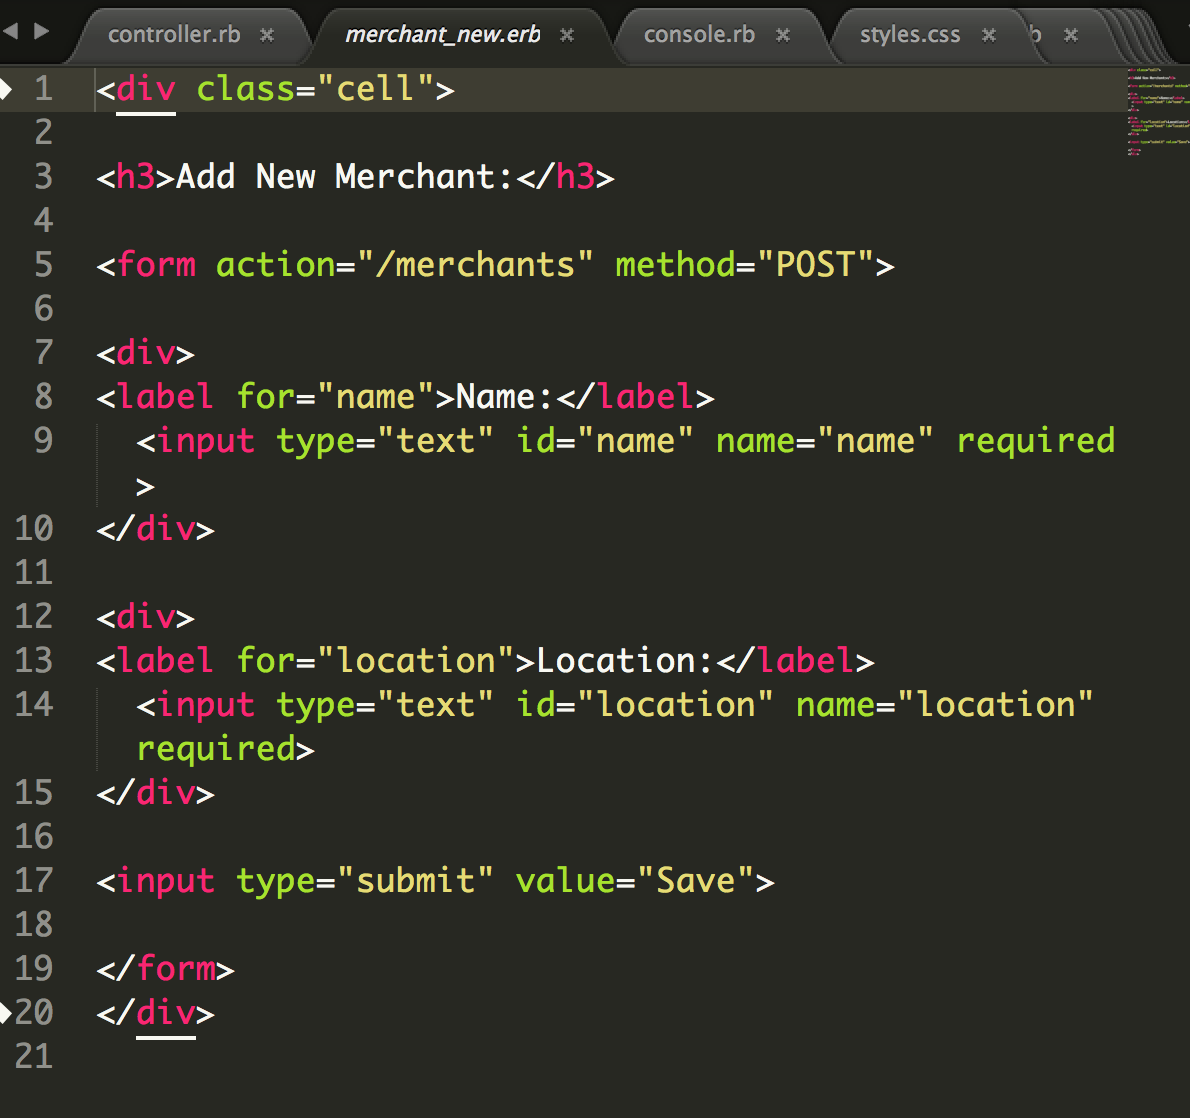 controller.rb × merchant_new.erb × console.rb × styles.css × b ×
1 <div class="cell">
2
3 <h3>Add New Merchant:</h3>
4
5 <form action="/merchants" method="POST">
6
7 <div>
8 <label for="name">Name:</label>
9 <input type="text" id="name" name="name" required
>
10 </div>
11
12 <div>
13 <label for="location">Location:</label>
14 <input type="text" id="location" name="location"
required>
15 </div>
16
17 <input type="submit" value="Save">
18
19 </form>
20 </div>
21